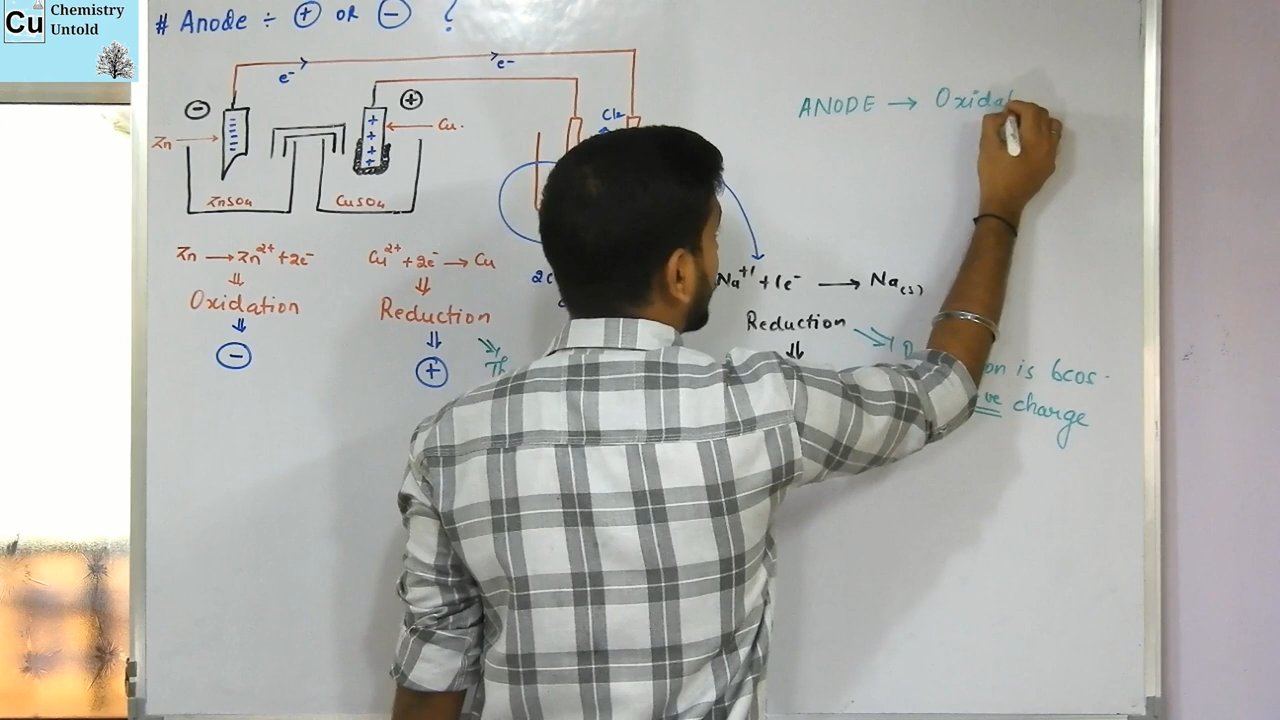 Cu Chemistry
Untold
# Anode ÷ + OR - ?
e⁻ e⁻
- +
Zn Cu.
Cl₂
ZnSO₄ CuSO₄
ANODE → Oxida
Zn → Zn²⁺ + 2e⁻
⇓
Oxidation
⇓
-
Cu²⁺ + 2e⁻ → Cu
⇓
Reduction
⇓
+
Na⁺¹ + 1e⁻ → Na(s)
Reduction
⇓
on is bcos.
ve charge